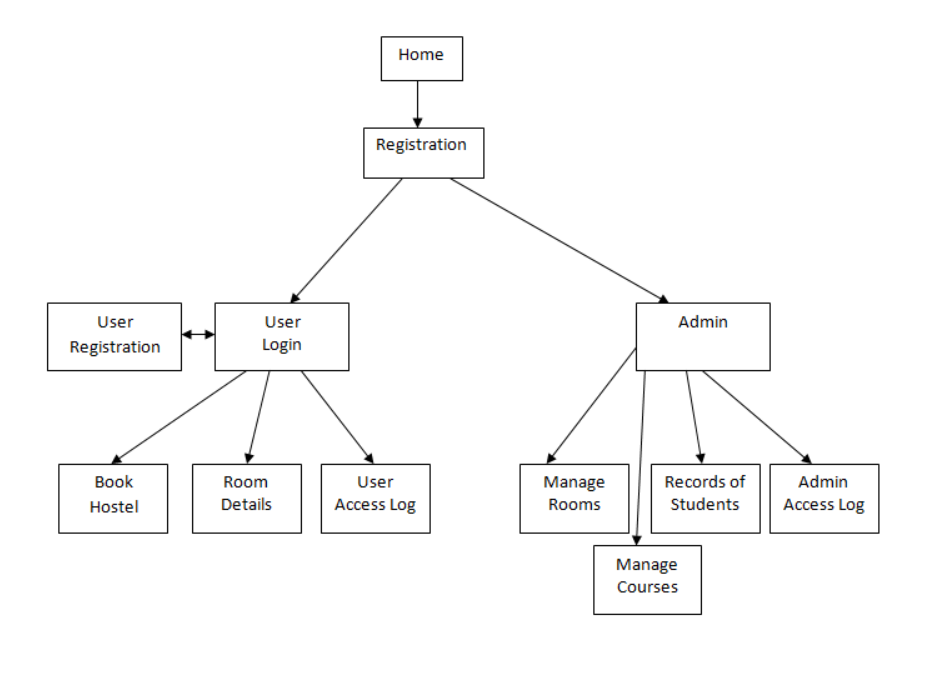 Home
Registration
User
Registration
User
Login
Admin
Book
Hostel
Room
Details
User
Access Log
Manage
Rooms
Records of
Students
Admin
Access Log
Manage
Courses